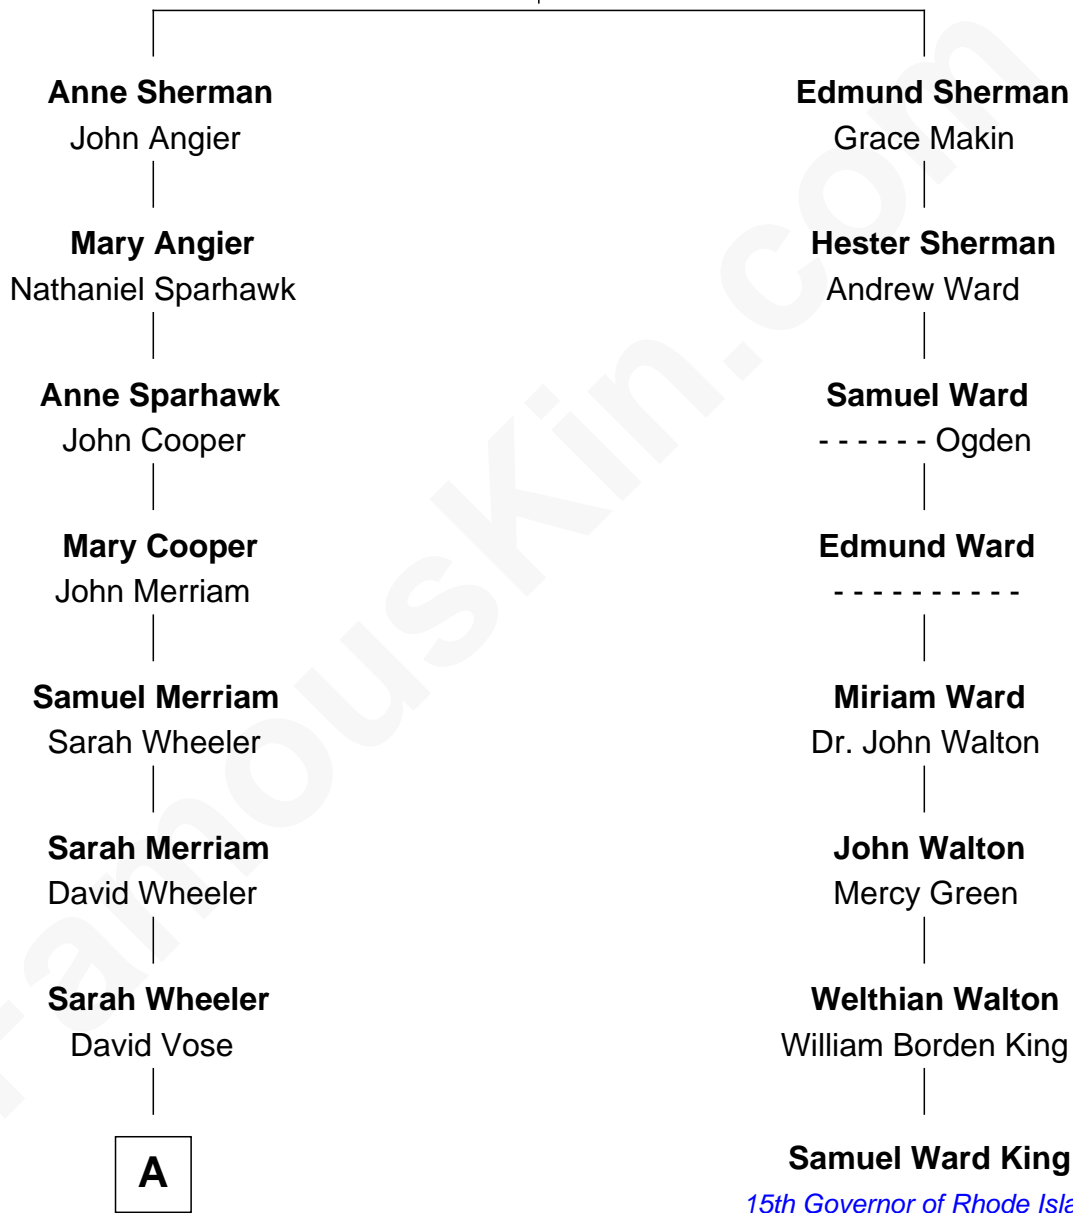 Anne Sherman
John Angier
Mary Angier
Nathaniel Sparhawk
Anne Sparhawk
John Cooper
Mary Cooper
John Merriam
Samuel Merriam
Sarah Wheeler
Sarah Merriam
David Wheeler
Sarah Wheeler
David Vose
A
Edmund Sherman
Grace Makin
Hester Sherman
Andrew Ward
Samuel Ward
- - - - - - Ogden
Edmund Ward
- - - - - - - - - -
Miriam Ward
Dr. John Walton
John Walton
Mercy Green
Welthian Walton
William Borden King
Samuel Ward King
15th Governor of Rhode Isla
FamousKin.com